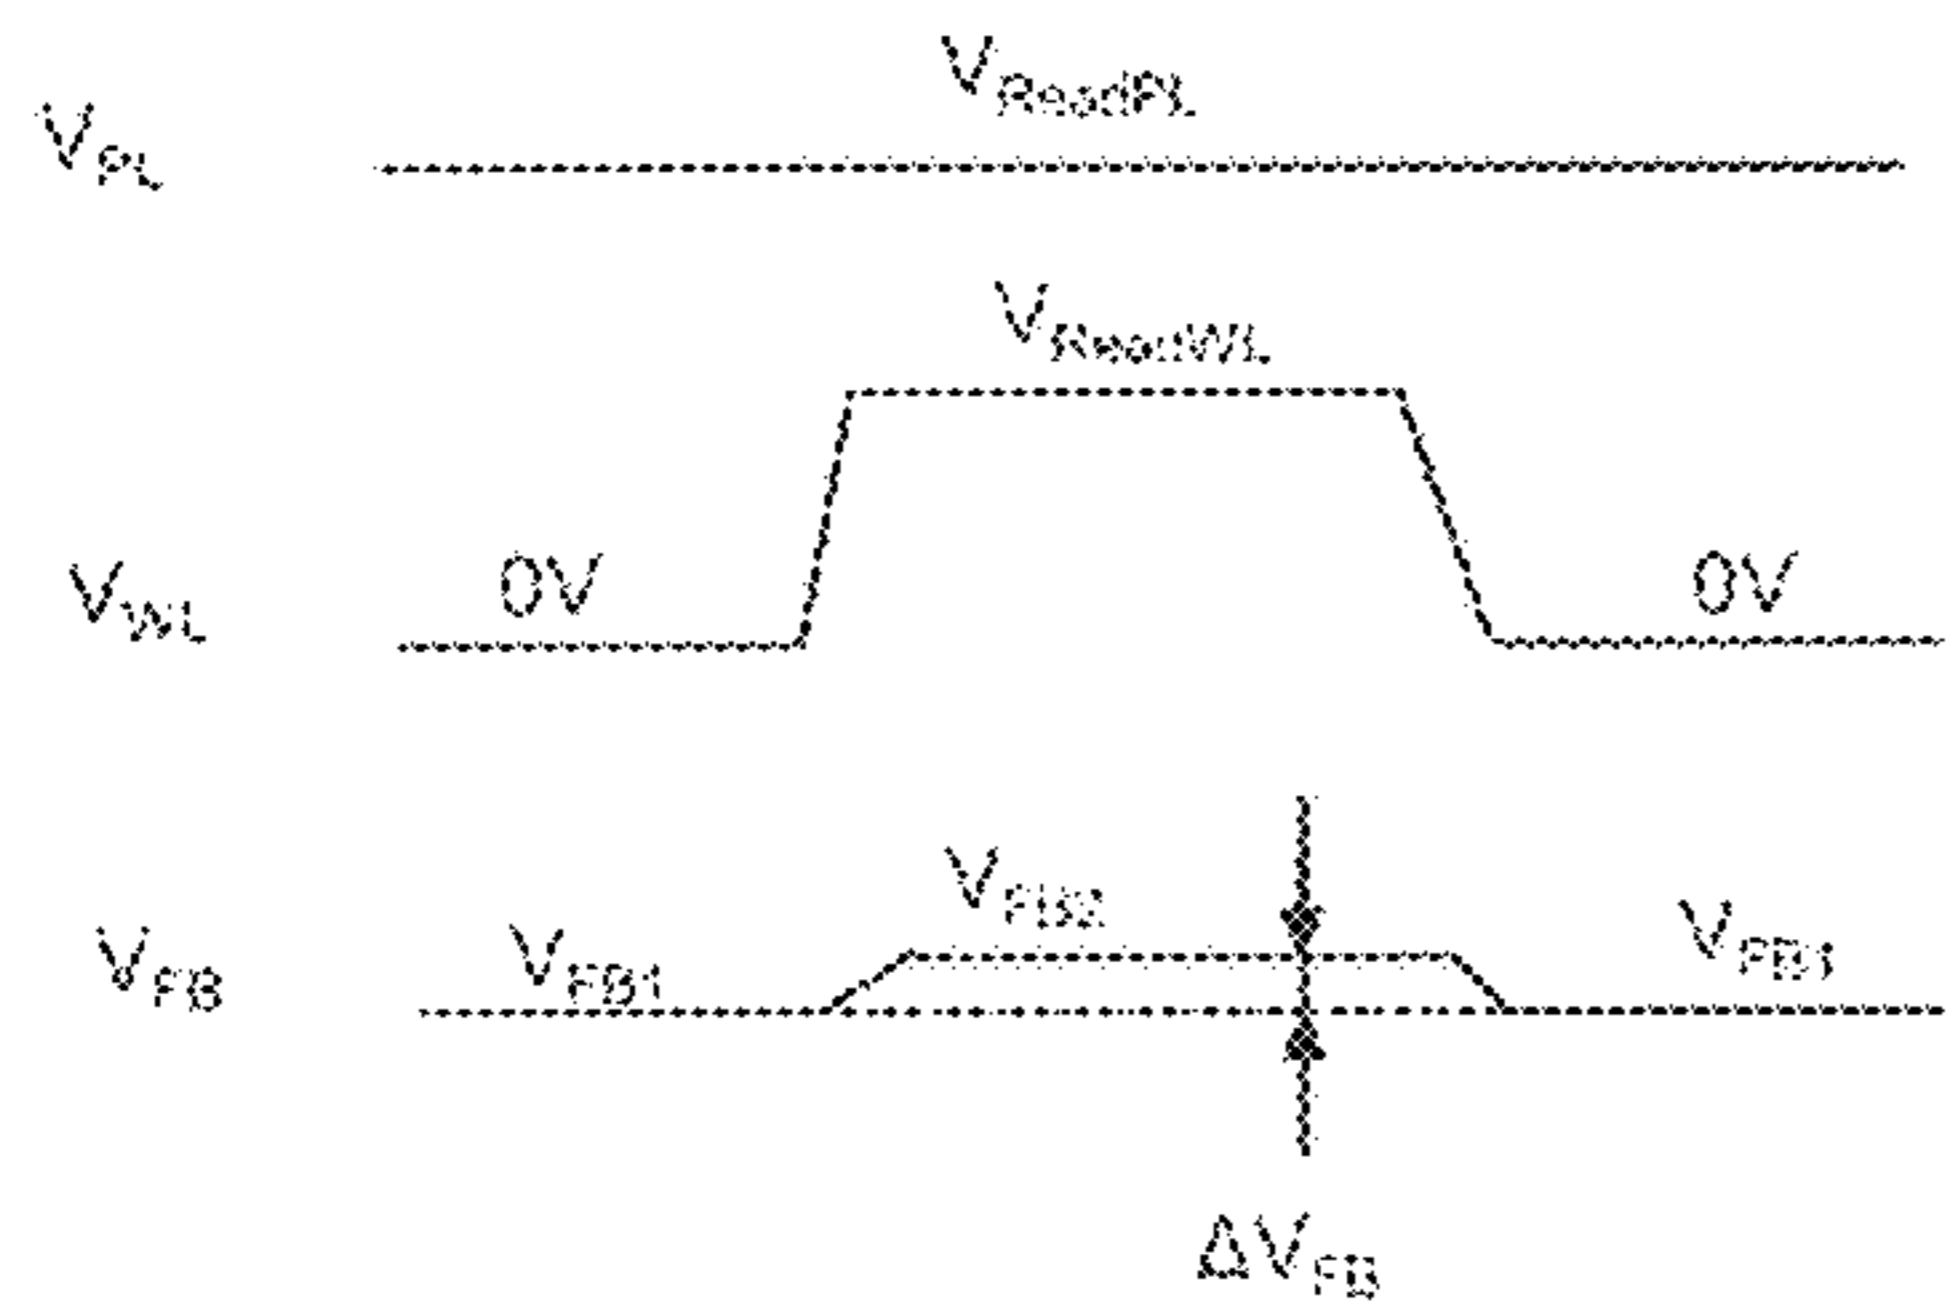 V_ReadPL
V_PL
V_ReadWL
V_WL 0V 0V
V_FB V_FB1 V_FB2 V_FB1
ΔV_FB